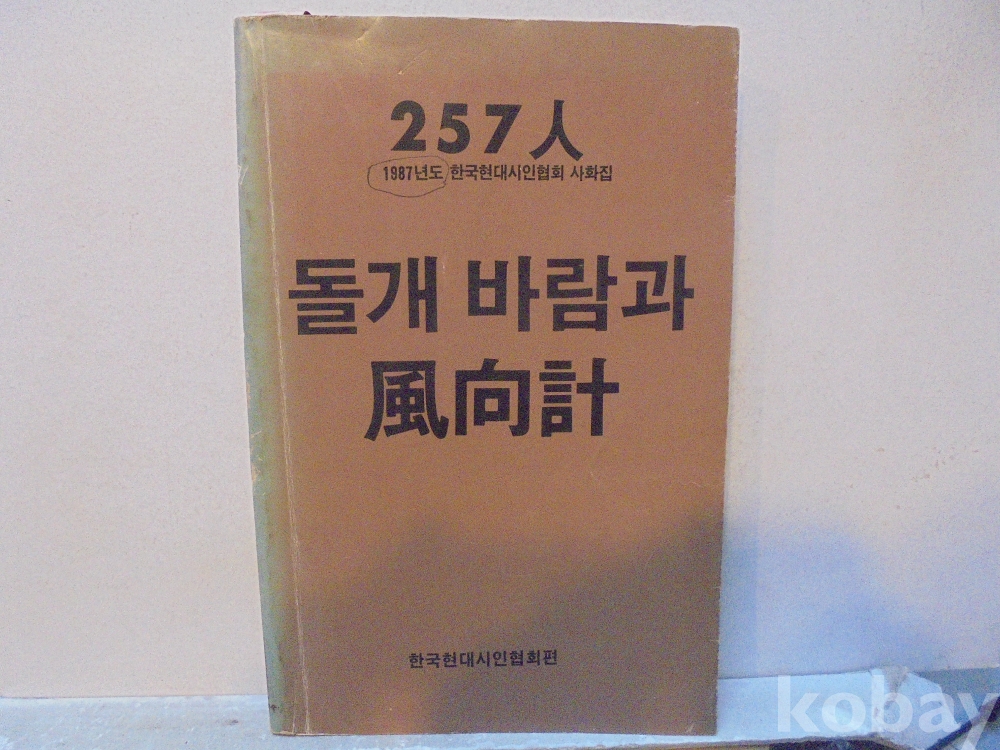 257人
1987년도 한국현대시인협회 사화집
돌개 바람과
風向計
한국현대시인협회편
kobay